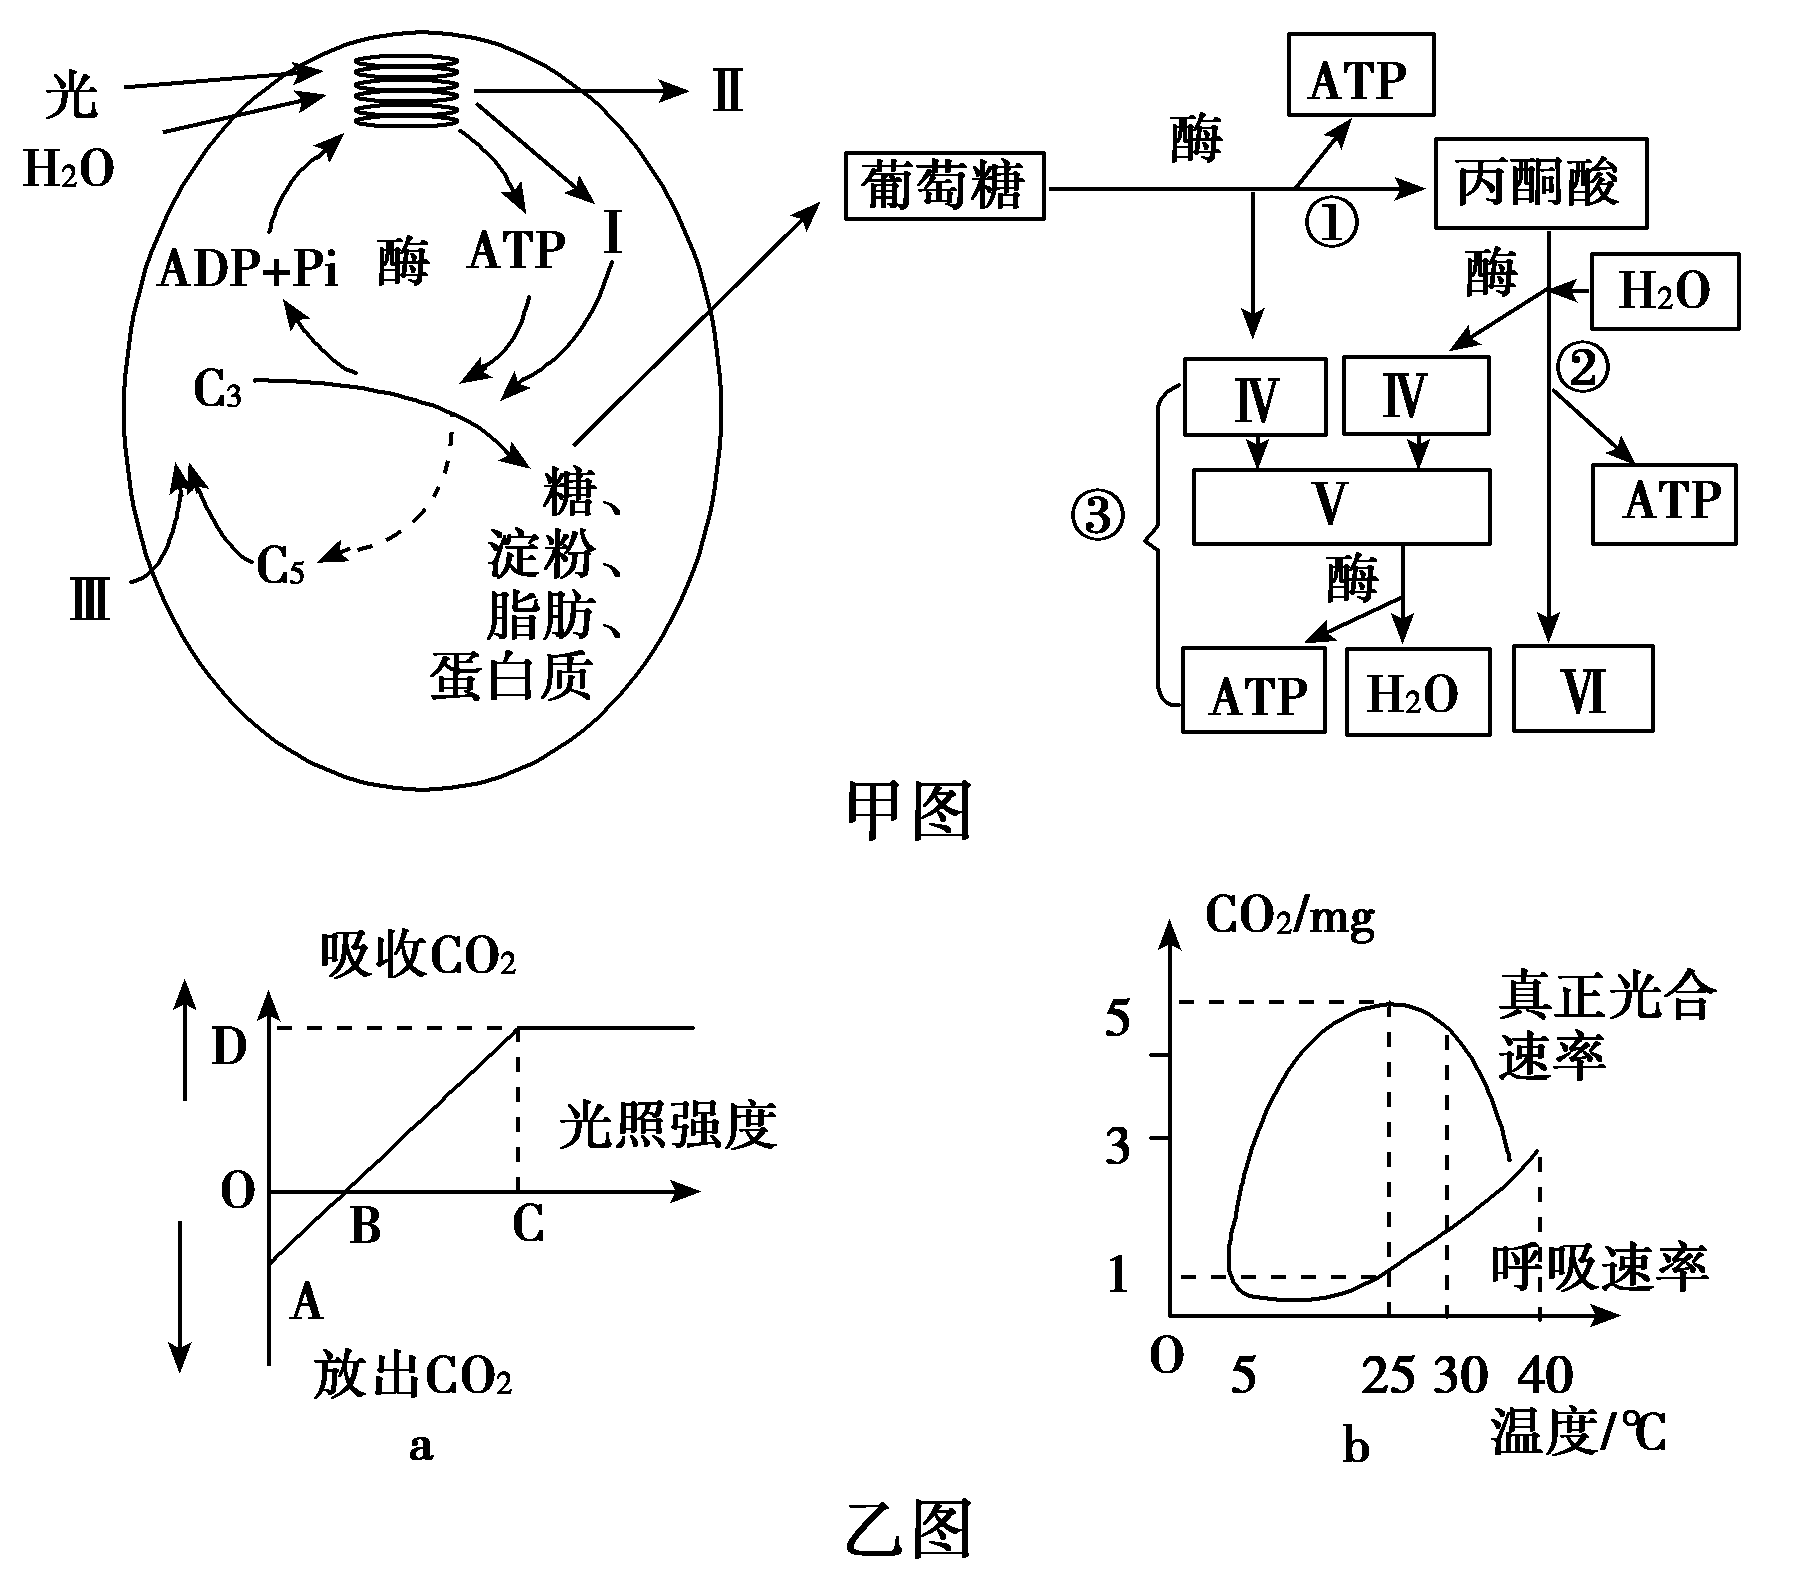 光
H₂O
Ⅱ
Ⅰ
ADP+Pi
酶
ATP
C₃
C₅
Ⅲ
糖、
淀粉、
脂肪、
蛋白质
葡萄糖
酶
ATP
①
丙酮酸
酶
H₂O
②
Ⅳ
Ⅳ
ATP
③
Ⅴ
酶
ATP
H₂O
Ⅵ
甲图
吸收CO₂
D
光照强度
O
B
C
A
放出CO₂
a
CO₂/mg
5
真正光合
速率
3
1
呼吸速率
O
5
25
30
40
温度/℃
b
乙图